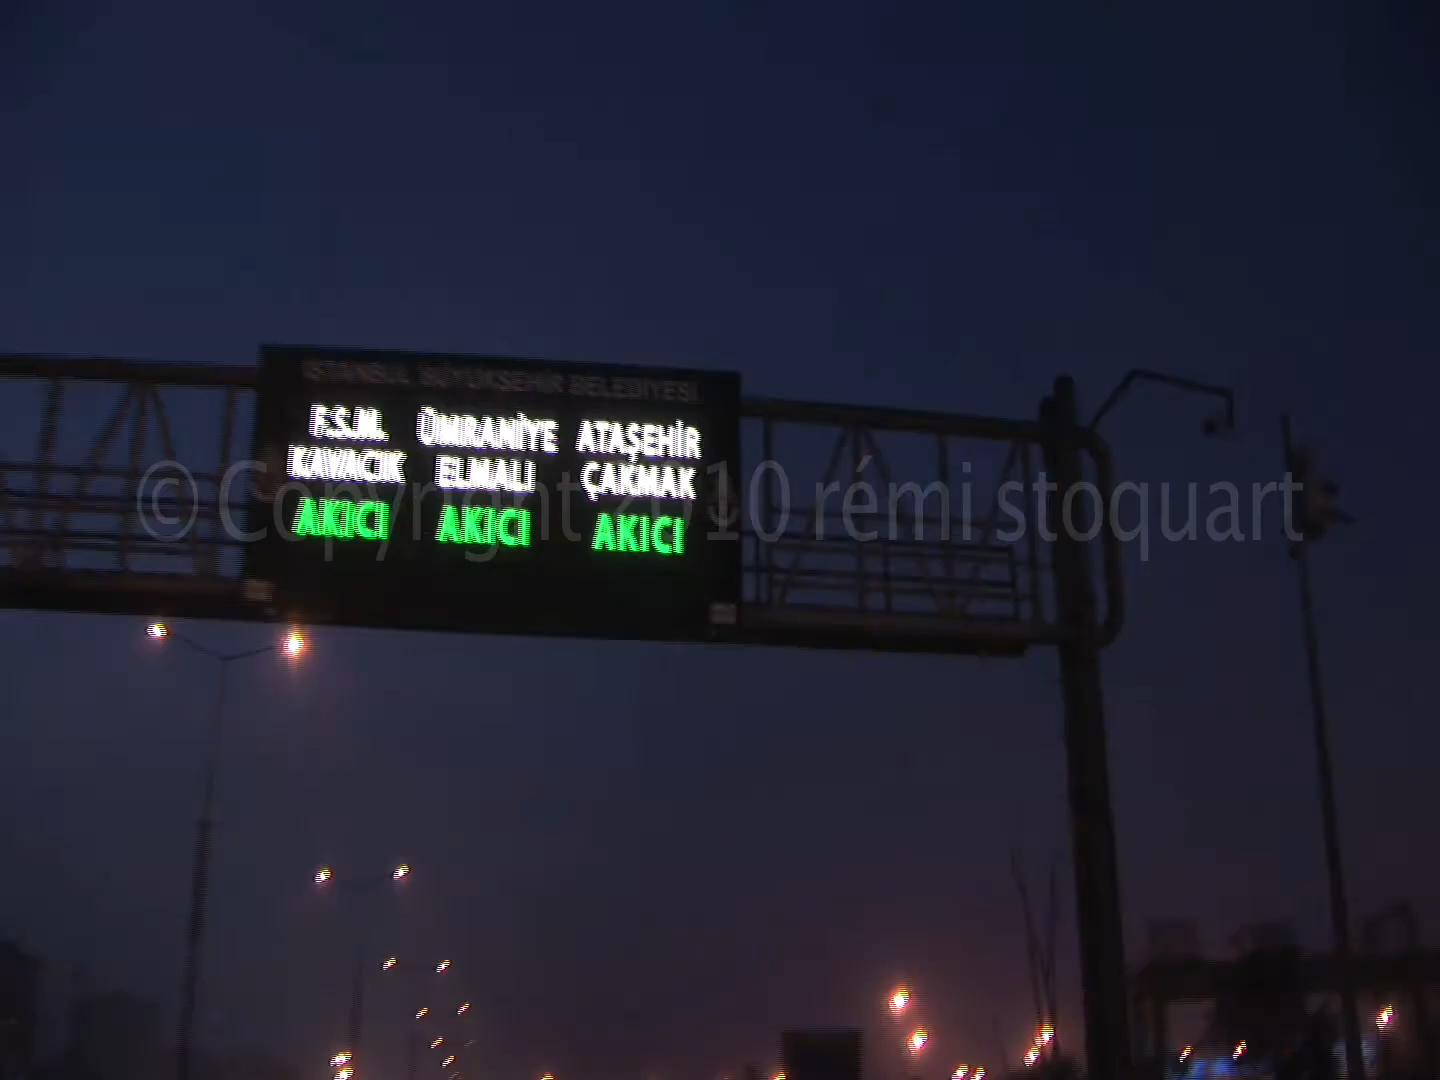 İSTANBUL BÜYÜKŞEHİR BELEDİYESİ
F.S.M. ÜMRANİYE ATAŞEHİR
KAVACIK ELMALI ÇAKMAK
AKICI AKICI AKICI
© Copyright 2010 rémi stoquart